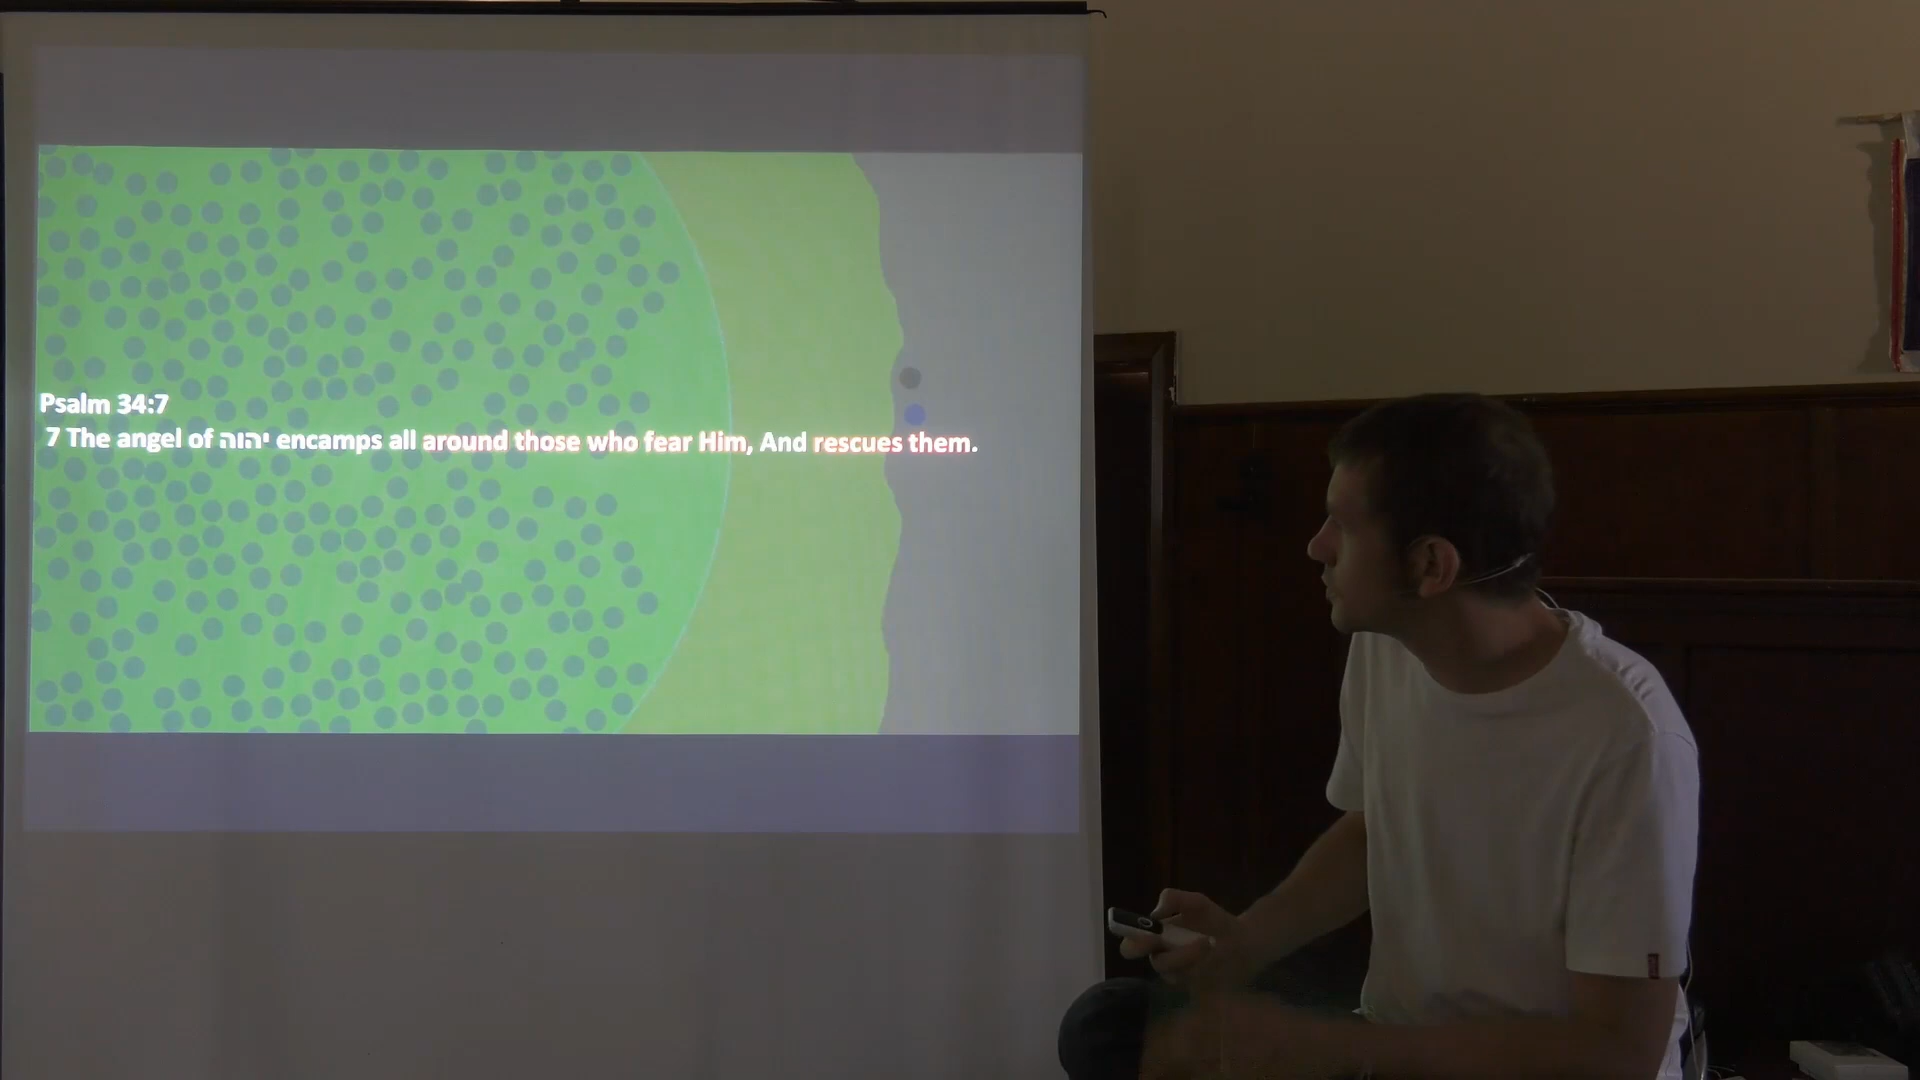 Psalm 34:7
7 The angel of יהוה encamps all around those who fear Him, And rescues them.